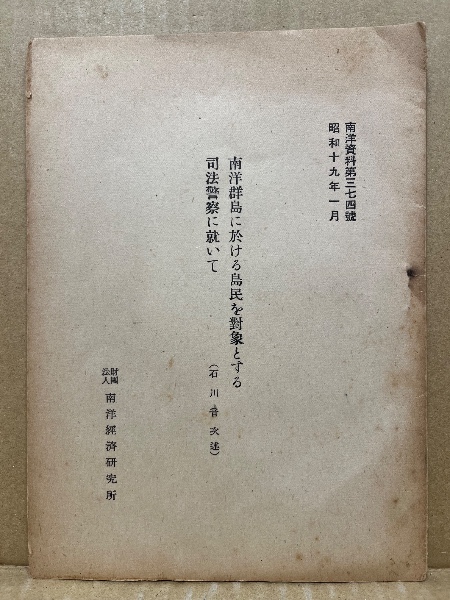 南洋資料第三七四號
昭和十九年一月
南洋群島に於ける島民を對象とする
司法警察に就いて
(石川音次述)
財團法人 南洋經濟研究所